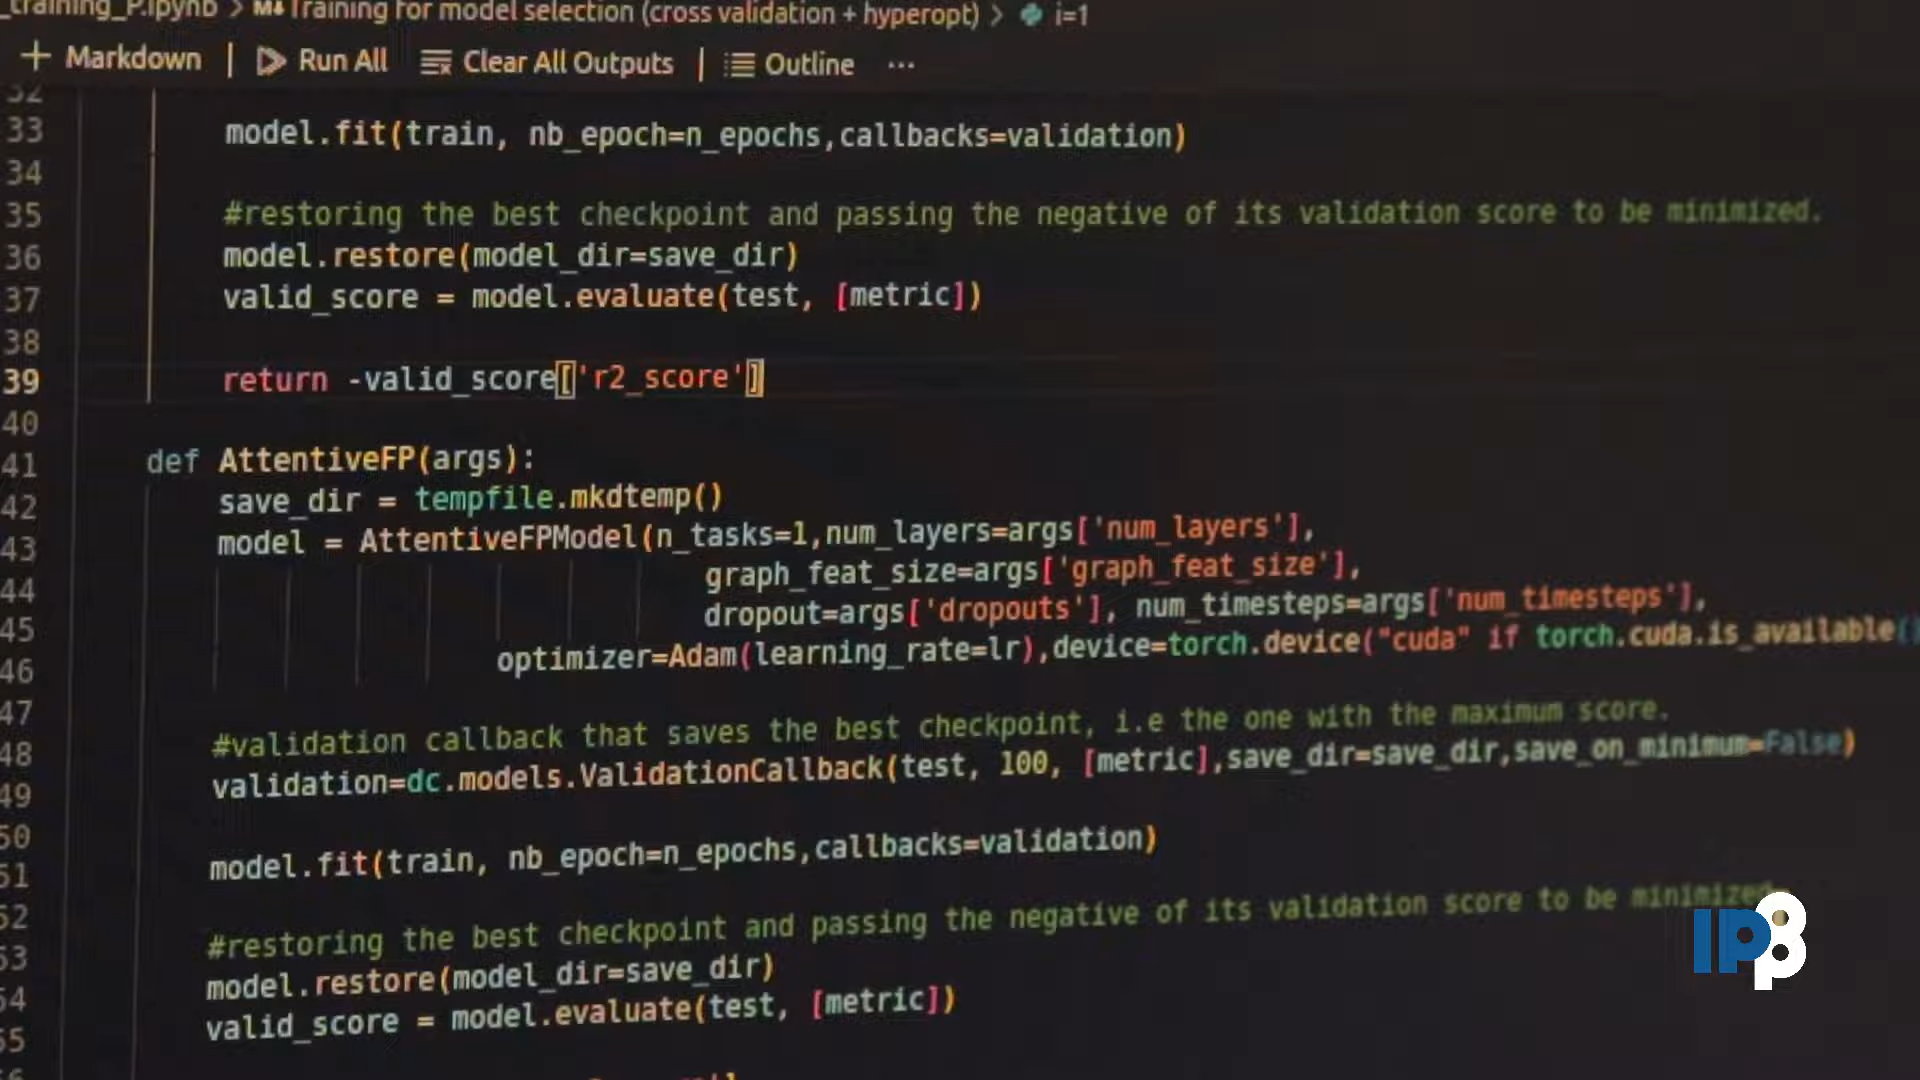 _training_P.ipynb > M↓ Training for model selection (cross validation + hyperopt) > i=1
+ Markdown | Run All Clear All Outputs | Outline ...
32
33 model.fit(train, nb_epoch=n_epochs,callbacks=validation)
34
35 #restoring the best checkpoint and passing the negative of its validation score to be minimized.
36 model.restore(model_dir=save_dir)
37 valid_score = model.evaluate(test, [metric])
38
39 return -valid_score['r2_score']
40
41 def AttentiveFP(args):
42 save_dir = tempfile.mkdtemp()
43 model = AttentiveFPModel(n_tasks=1,num_layers=args['num_layers'],
44 graph_feat_size=args['graph_feat_size'],
45 dropout=args['dropouts'], num_timesteps=args['num_timesteps'],
46 optimizer=Adam(learning_rate=lr),device=torch.device("cuda" if torch.cuda.is_available()
47
48 #validation callback that saves the best checkpoint, i.e the one with the maximum score.
49 validation=dc.models.ValidationCallback(test, 100, [metric],save_dir=save_dir,save_on_minimum=False)
50
51 model.fit(train, nb_epoch=n_epochs,callbacks=validation)
52
53 #restoring the best checkpoint and passing the negative of its validation score to be minimized.
54 model.restore(model_dir=save_dir)
55 valid_score = model.evaluate(test, [metric])
IP8